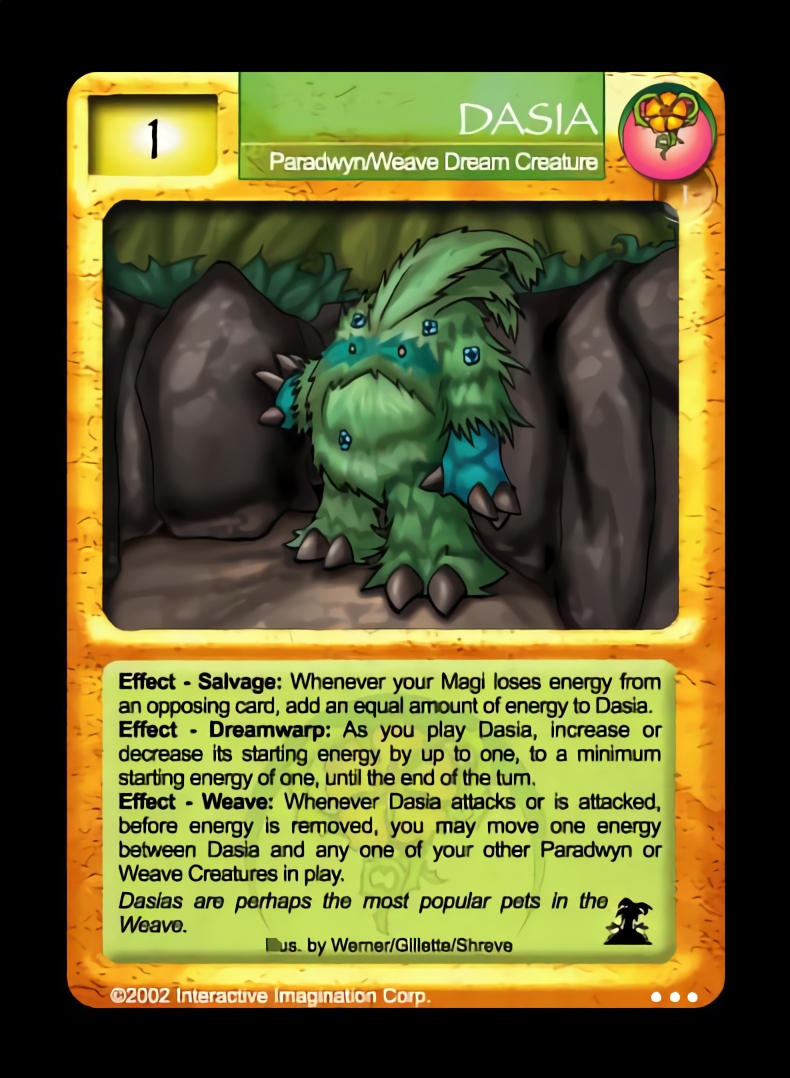 1
DASIA
Paradwyn/Weave Dream Creature
1
Effect - Salvage: Whenever your Magi loses energy from
an opposing card, add an equal amount of energy to Dasia.
Effect - Dreamwarp: As you play Dasia, increase or
decrease its starting energy by up to one, to a minimum
starting energy of one, until the end of the turn.
Effect - Weave: Whenever Dasia attacks or is attacked,
before energy is removed, you may move one energy
between Dasia and any one of your other Paradwyn or
Weave Creatures in play.
Dasias are perhaps the most popular pets in the
Weave.
Illus. by Werner/Gillette/Shreve
©2002 Interactive Imagination Corp.